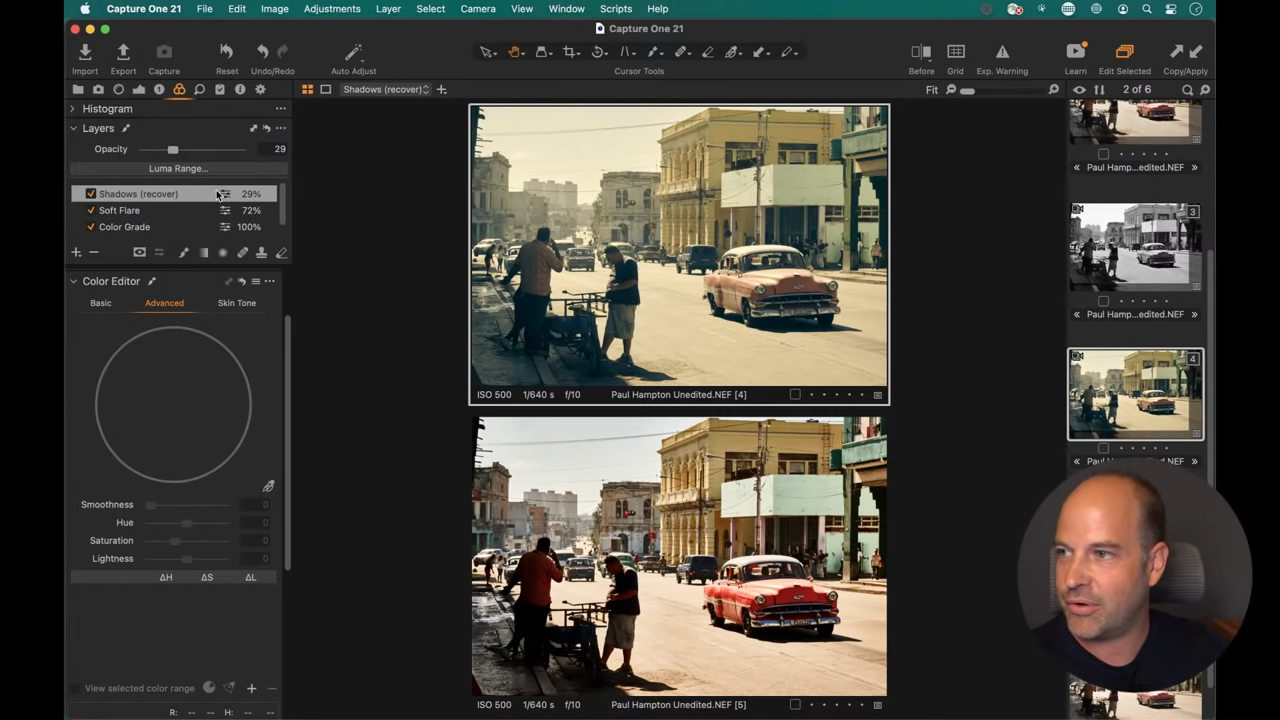 Capture One 21 File Edit Image Adjustments Layer Select Camera View Window Scripts Help
Capture One 21
Import Export Capture Reset Undo/Redo Auto Adjust Cursor Tools Before Grid Exp. Warning Learn Edit Selected Copy/Apply
Shadows (recover) Fit 2 of 6
Histogram
Layers
Opacity 29
Luma Range...
Shadows (recover) 29%
Soft Flare 72%
Color Grade 100%
Color Editor
Basic Advanced Skin Tone
Smoothness 0
Hue 0
Saturation 0
Lightness 0
ΔH ΔS ΔL
View selected color range
R: -- -- H: --
ISO 500 1/640 s f/10 Paul Hampton Unedited.NEF [4]
ISO 500 1/640 s f/10 Paul Hampton Unedited.NEF [5]
« Paul Hamp...edited.NEF »
3
« Paul Hamp...edited.NEF »
4